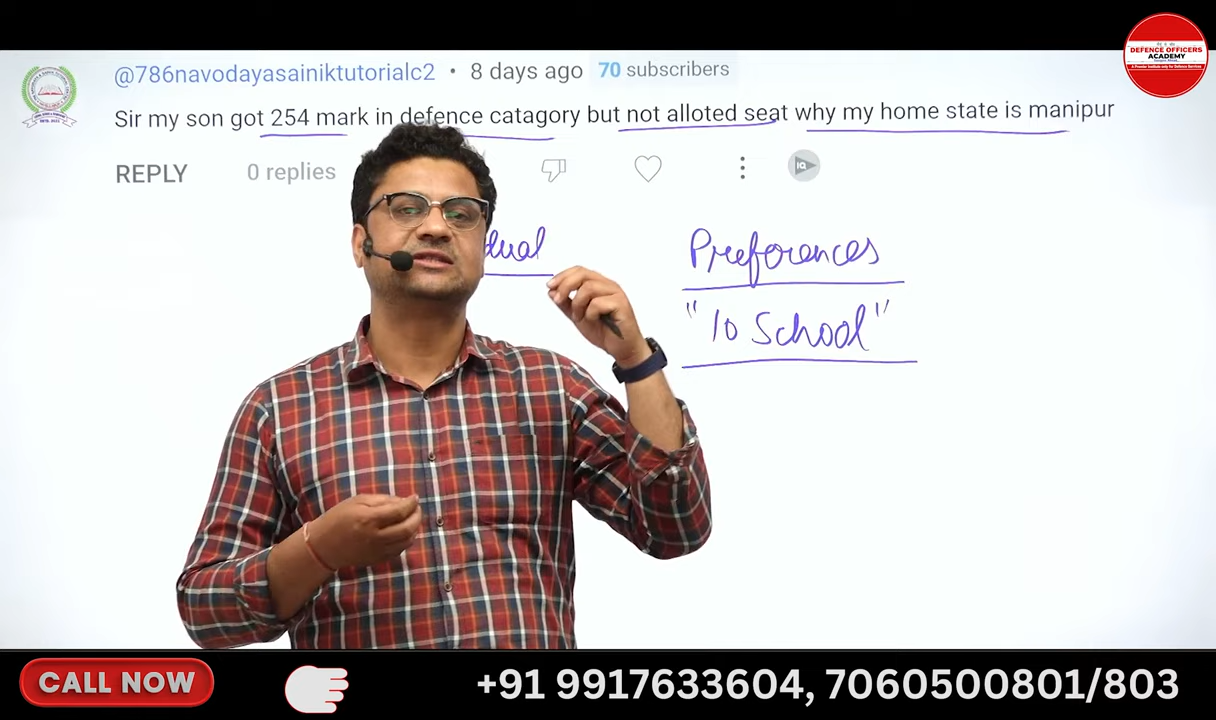 DEFENCE OFFICERS
ACADEMY
@786navodayasainiktutorialc2 • 8 days ago 70 subscribers
Sir my son got 254 mark in defence catagory but not alloted seat why my home state is manipur
REPLY 0 replies
Preferences
"10 School"
CALL NOW +91 9917633604, 7060500801/803